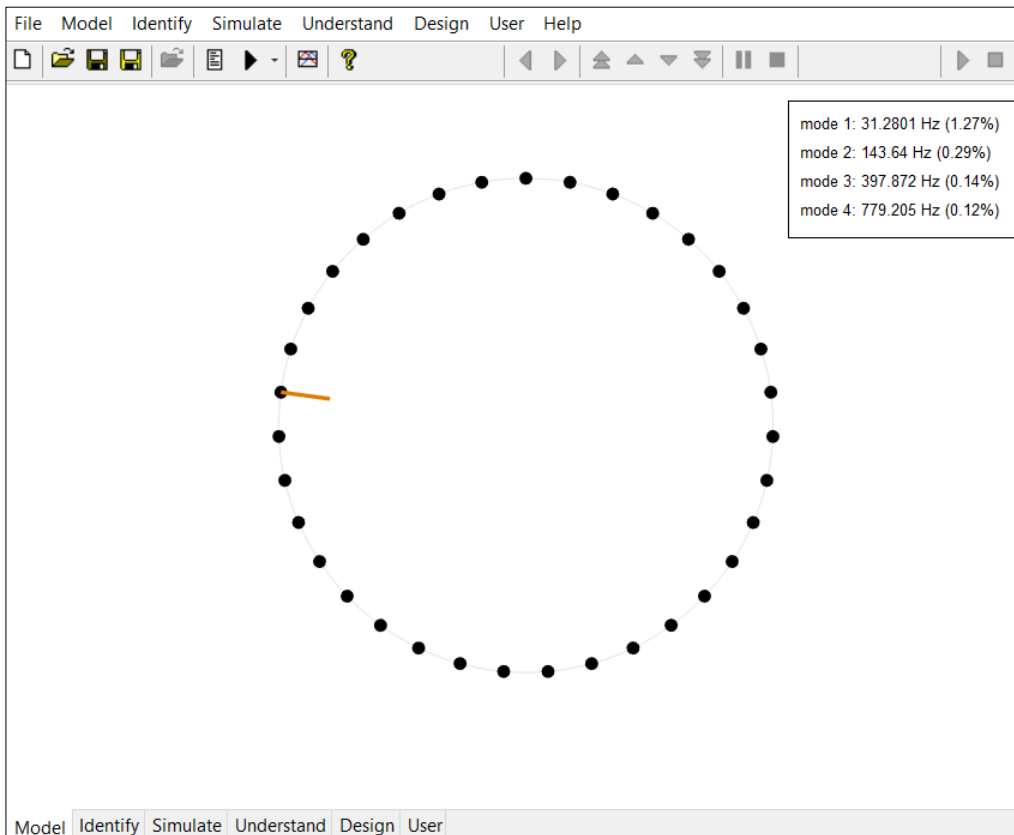 File Model Identify Simulate Understand Design User Help
mode 1: 31.2801 Hz (1.27%)
mode 2: 143.64 Hz (0.29%)
mode 3: 397.872 Hz (0.14%)
mode 4: 779.205 Hz (0.12%)
Model Identify Simulate Understand Design User